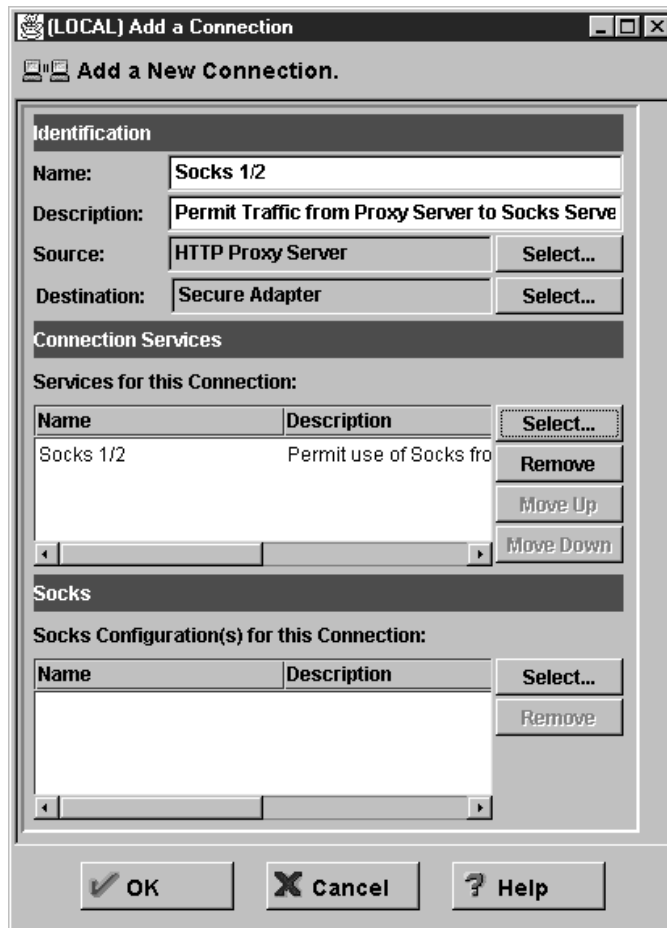 (LOCAL) Add a Connection
Add a New Connection.
Identification
Name: Socks 1/2
Description: Permit Traffic from Proxy Server to Socks Serve
Source: HTTP Proxy Server Select...
Destination: Secure Adapter Select...
Connection Services
Services for this Connection:
Name Description Select...
Socks 1/2 Permit use of Socks fro
Remove
Move Up
Move Down
Socks
Socks Configuration(s) for this Connection:
Name Description Select...
Remove
OK Cancel Help